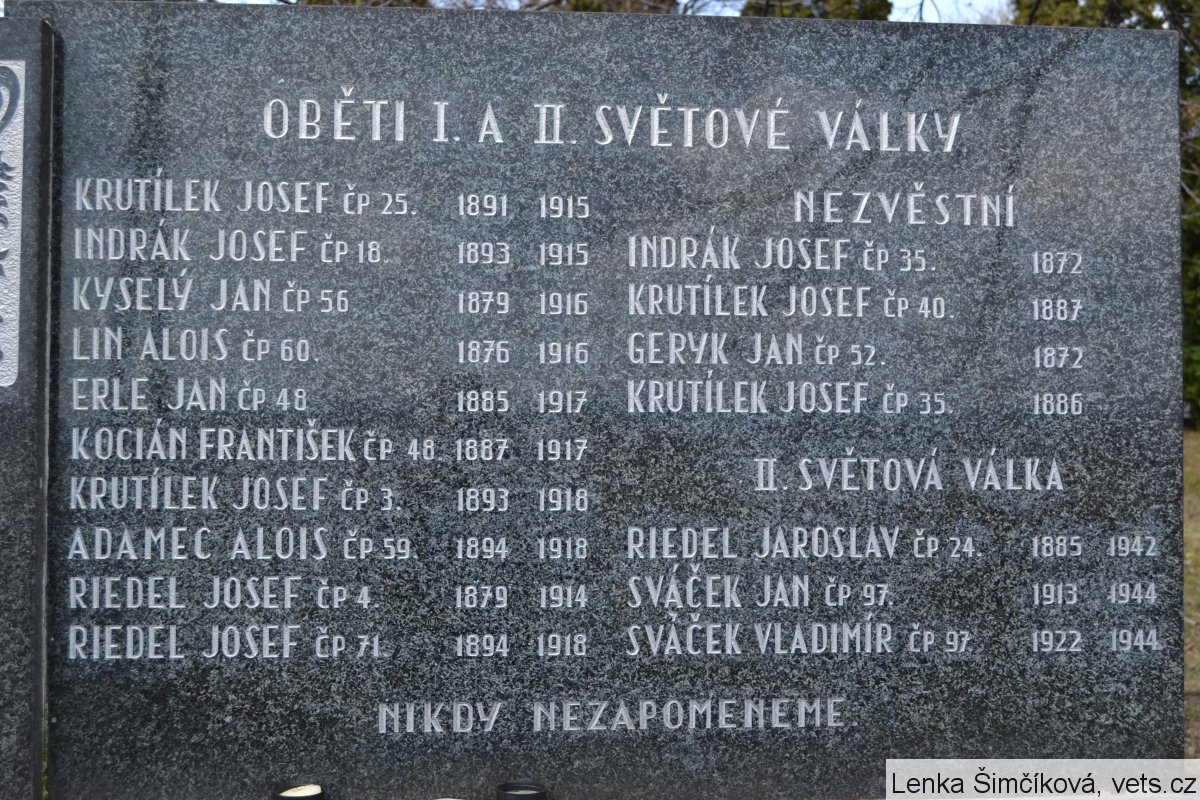 OBĚTI I. A II. SVĚTOVÉ VÁLKY
KRUTÍLEK JOSEF ČP 25. 1891 1915
INDRÁK JOSEF ČP 18. 1893 1915
KYSELÝ JAN ČP 56 1879 1916
LIN ALOIS ČP 60. 1876 1916
ERLE JAN ČP 48 1885 1917
KOCIÁN FRANTIŠEK ČP 48. 1887 1917
KRUTÍLEK JOSEF ČP 3. 1893 1918
ADAMEC ALOIS ČP 59. 1894 1918
RIEDEL JOSEF ČP 4. 1879 1914
RIEDEL JOSEF ČP 71. 1894 1918
NEZVĚSTNÍ
INDRÁK JOSEF ČP 35. 1872
KRUTÍLEK JOSEF ČP 40. 1887
GERYK JAN ČP 52. 1872
KRUTÍLEK JOSEF ČP 35. 1886
II. SVĚTOVÁ VÁLKA
RIEDEL JAROSLAV ČP 24. 1885 1942
SVÁČEK JAN ČP 97. 1913 1944
SVÁČEK VLADIMÍR ČP 97 1922 1944
NIKDY NEZAPOMENEME
Lenka Šimčíková, vets.cz